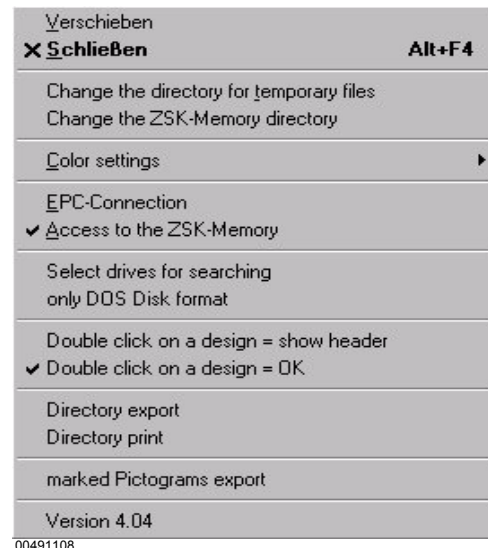 Verschieben
Schließen Alt+F4
Change the directory for temporary files
Change the ZSK-Memory directory
Color settings
EPC-Connection
Access to the ZSK-Memory
Select drives for searching
only DOS Disk format
Double click on a design = show header
Double click on a design = OK
Directory export
Directory print
marked Pictograms export
Version 4.04
00491108